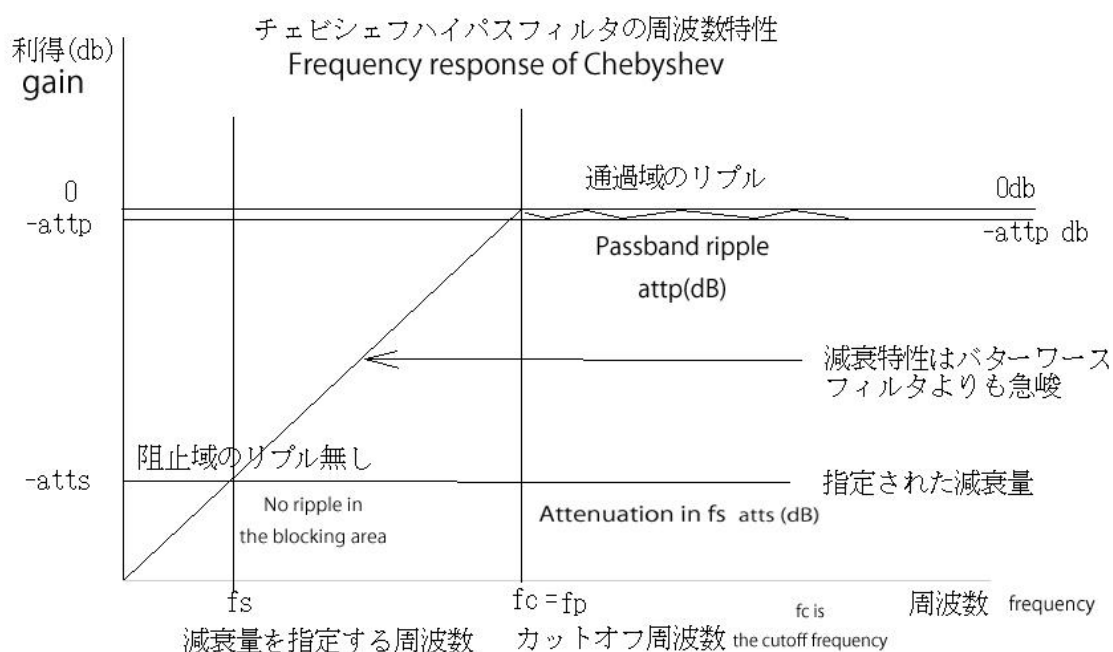 チェビシェフハイパスフィルタの周波数特性
Frequency response of Chebyshev
利得(db)
gain
通過域のリプル
0
0db
-attp
-attp db
Passband ripple
attp(dB)
減衰特性はバターワース
フィルタよりも急峻
阻止域のリプル無し
-atts
指定された減衰量
No ripple in
the blocking area
Attenuation in fs atts (dB)
fs
fc = fp
fc is
the cutoff frequency
周波数 frequency
減衰量を指定する周波数
カットオフ周波数